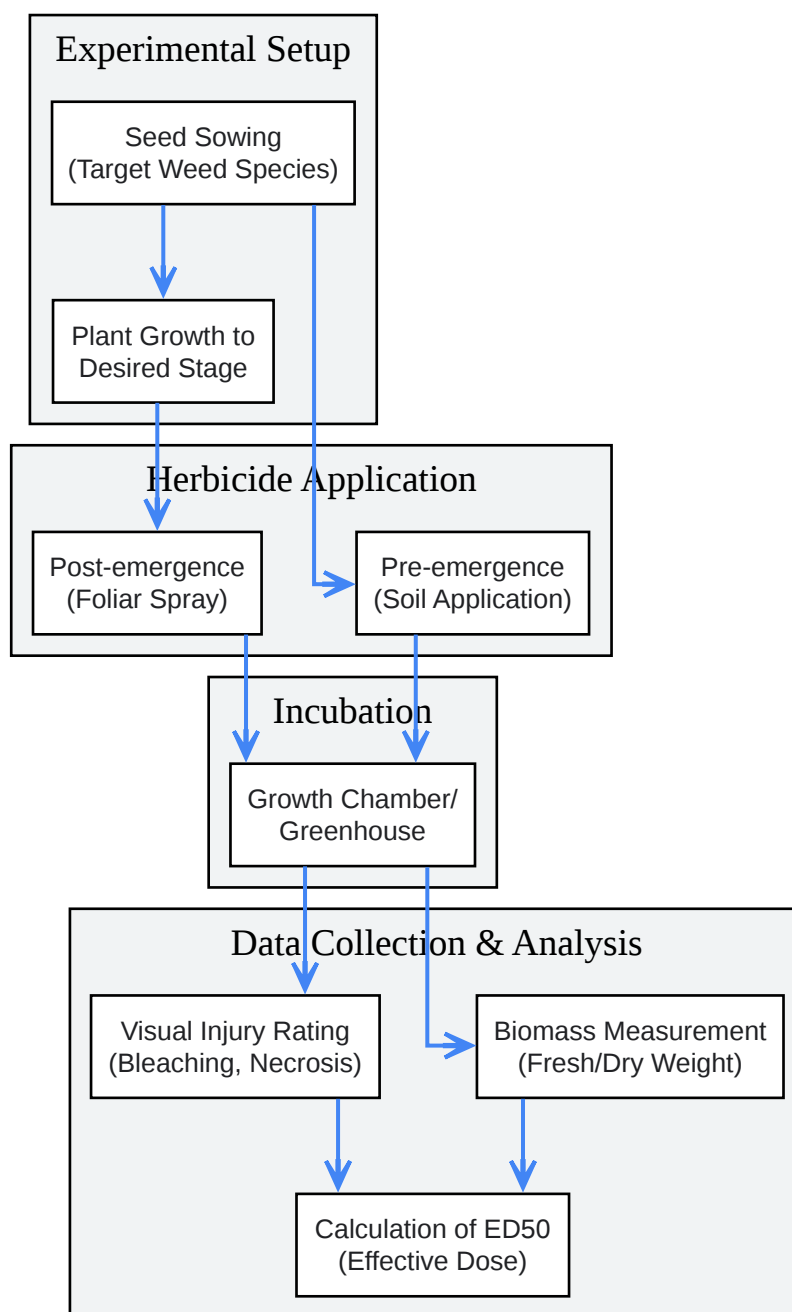 Experimental Setup
Seed Sowing
(Target Weed Species)
Plant Growth to
Desired Stage
Herbicide Application
Post-emergence
(Foliar Spray)
Pre-emergence
(Soil Application)
Incubation
Growth Chamber/
Greenhouse
Data Collection & Analysis
Visual Injury Rating
(Bleaching, Necrosis)
Biomass Measurement
(Fresh/Dry Weight)
Calculation of ED50
(Effective Dose)